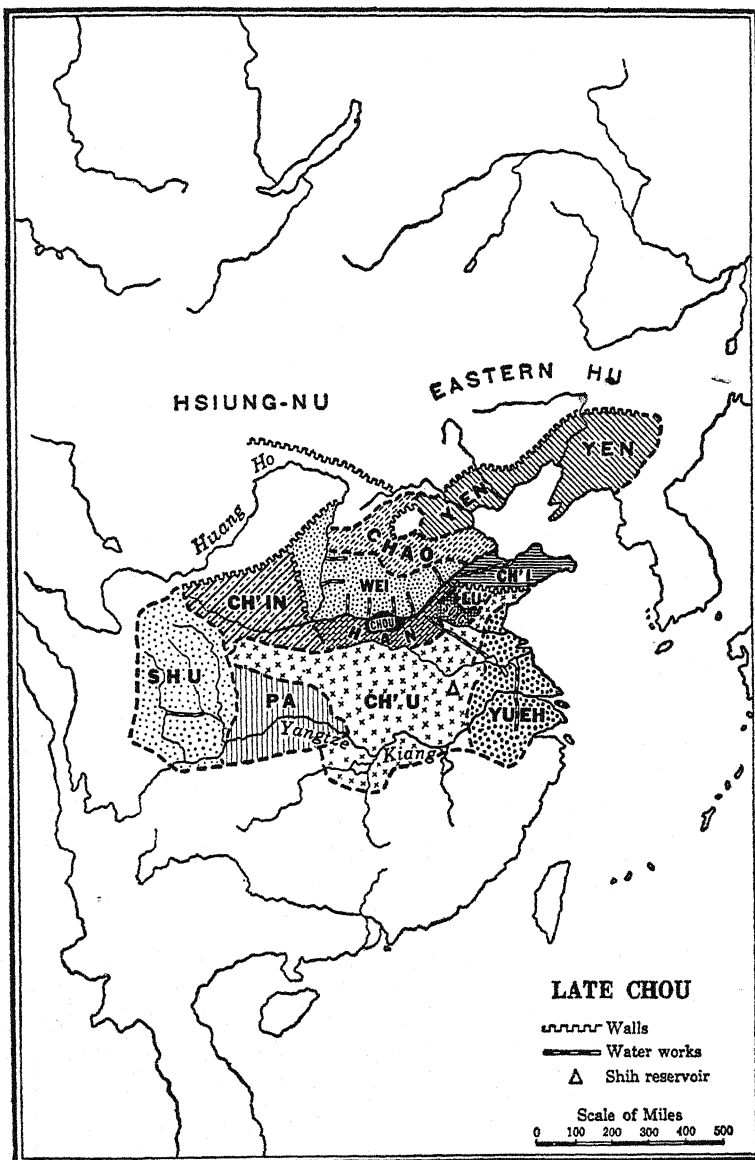 EASTERN HU
HSIUNG-NU
YEN
YEN
Huang Ho
CHAO
CH'I
WEI
LU
CH'IN
CHOU
HAN
SHU
PA
CH'U
YUEH
Yangtze
Kiang
LATE CHOU
Walls
Water works
Shih reservoir
Scale of Miles
0 100 200 300 400 500